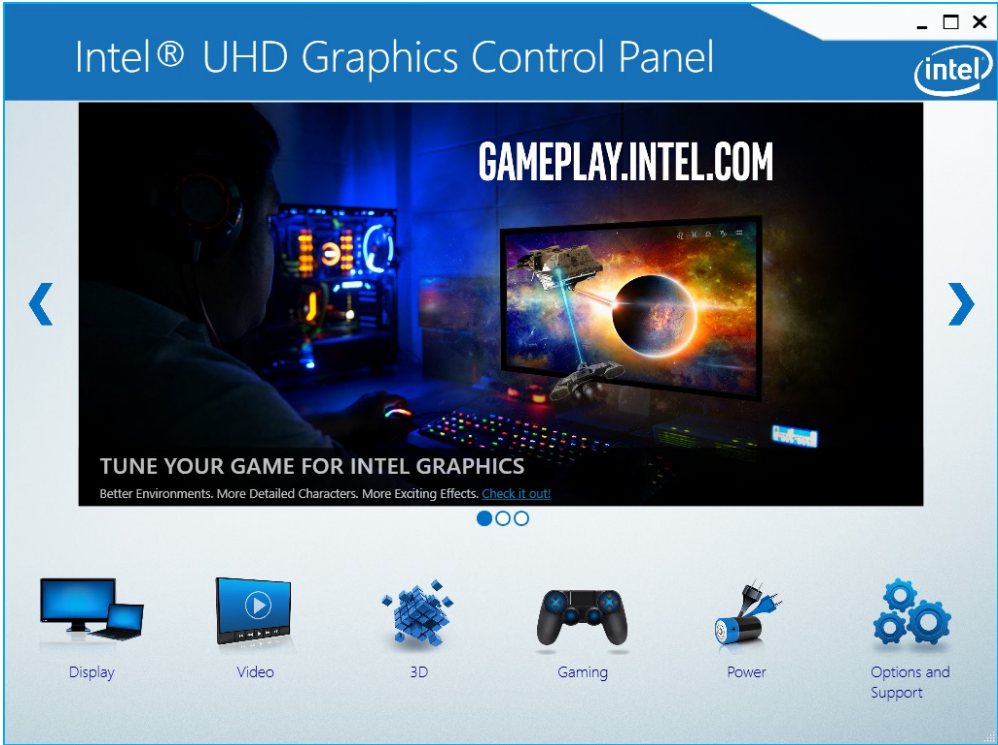 Intel® UHD Graphics Control Panel
intel
GAMEPLAY.INTEL.COM
TUNE YOUR GAME FOR INTEL GRAPHICS
Better Environments. More Detailed Characters. More Exciting Effects. Check it out!
Display
Video
3D
Gaming
Power
Options and
Support